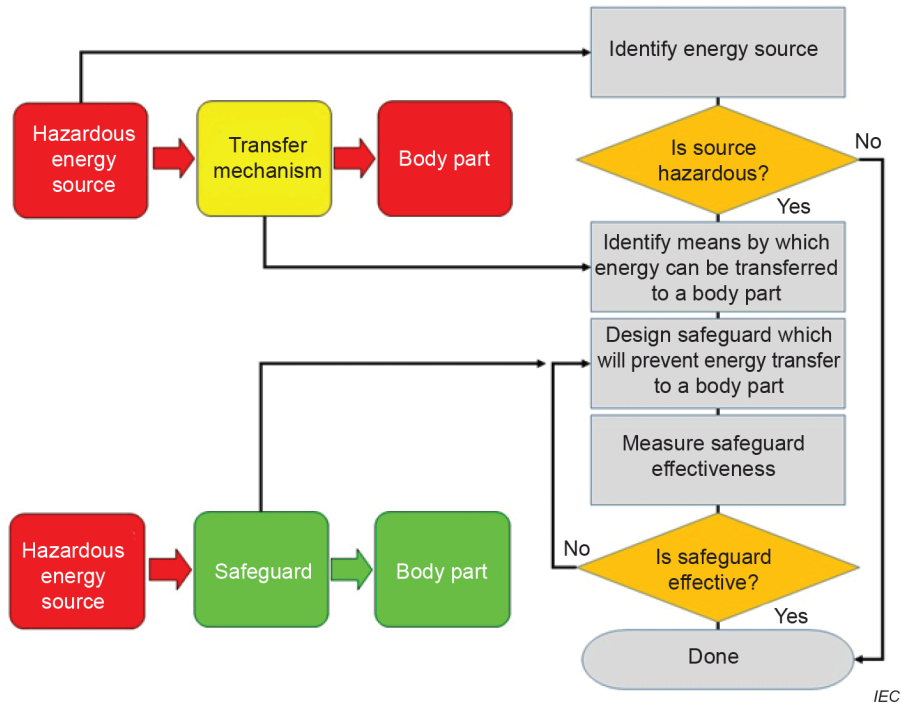 Identify energy source
Hazardous
energy
source
Transfer
mechanism
Body part
Is source
hazardous?
No
Yes
Identify means by which
energy can be transferred
to a body part
Design safeguard which
will prevent energy transfer
to a body part
Measure safeguard
effectiveness
Hazardous
energy
source
Safeguard
Body part
No
Is safeguard
effective?
Yes
Done
IEC